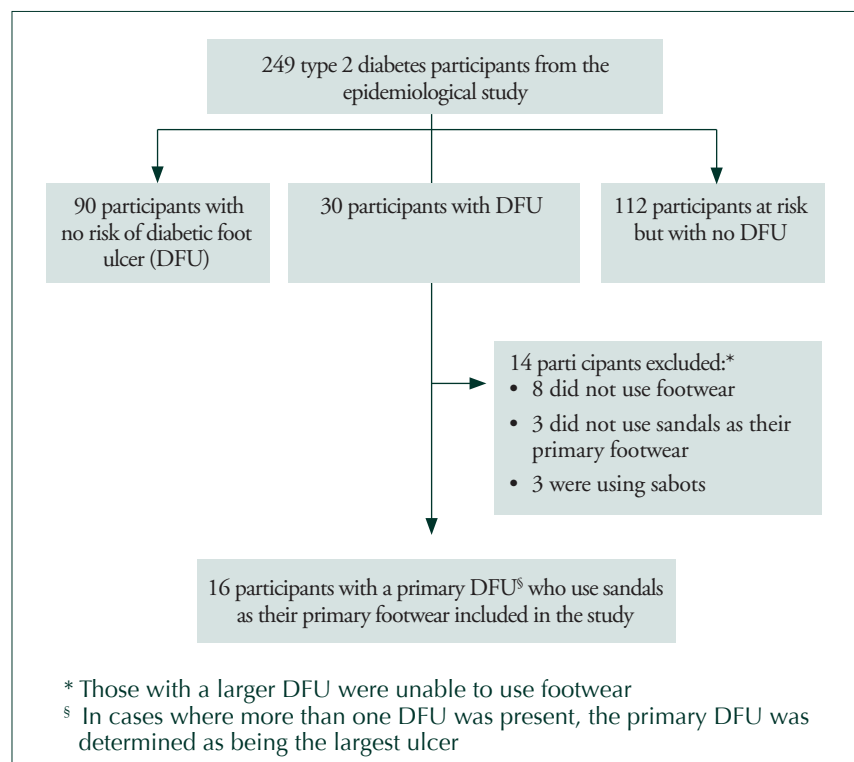 249 type 2 diabetes participants from the
epidemiological study
90 participants with
no risk of diabetic foot
ulcer (DFU)
30 participants with DFU
112 participants at risk
but with no DFU
14 parti cipants excluded:*
• 8 did not use footwear
• 3 did not use sandals as their
primary footwear
• 3 were using sabots
16 participants with a primary DFU§ who use sandals
as their primary footwear included in the study
* Those with a larger DFU were unable to use footwear
§ In cases where more than one DFU was present, the primary DFU was
determined as being the largest ulcer